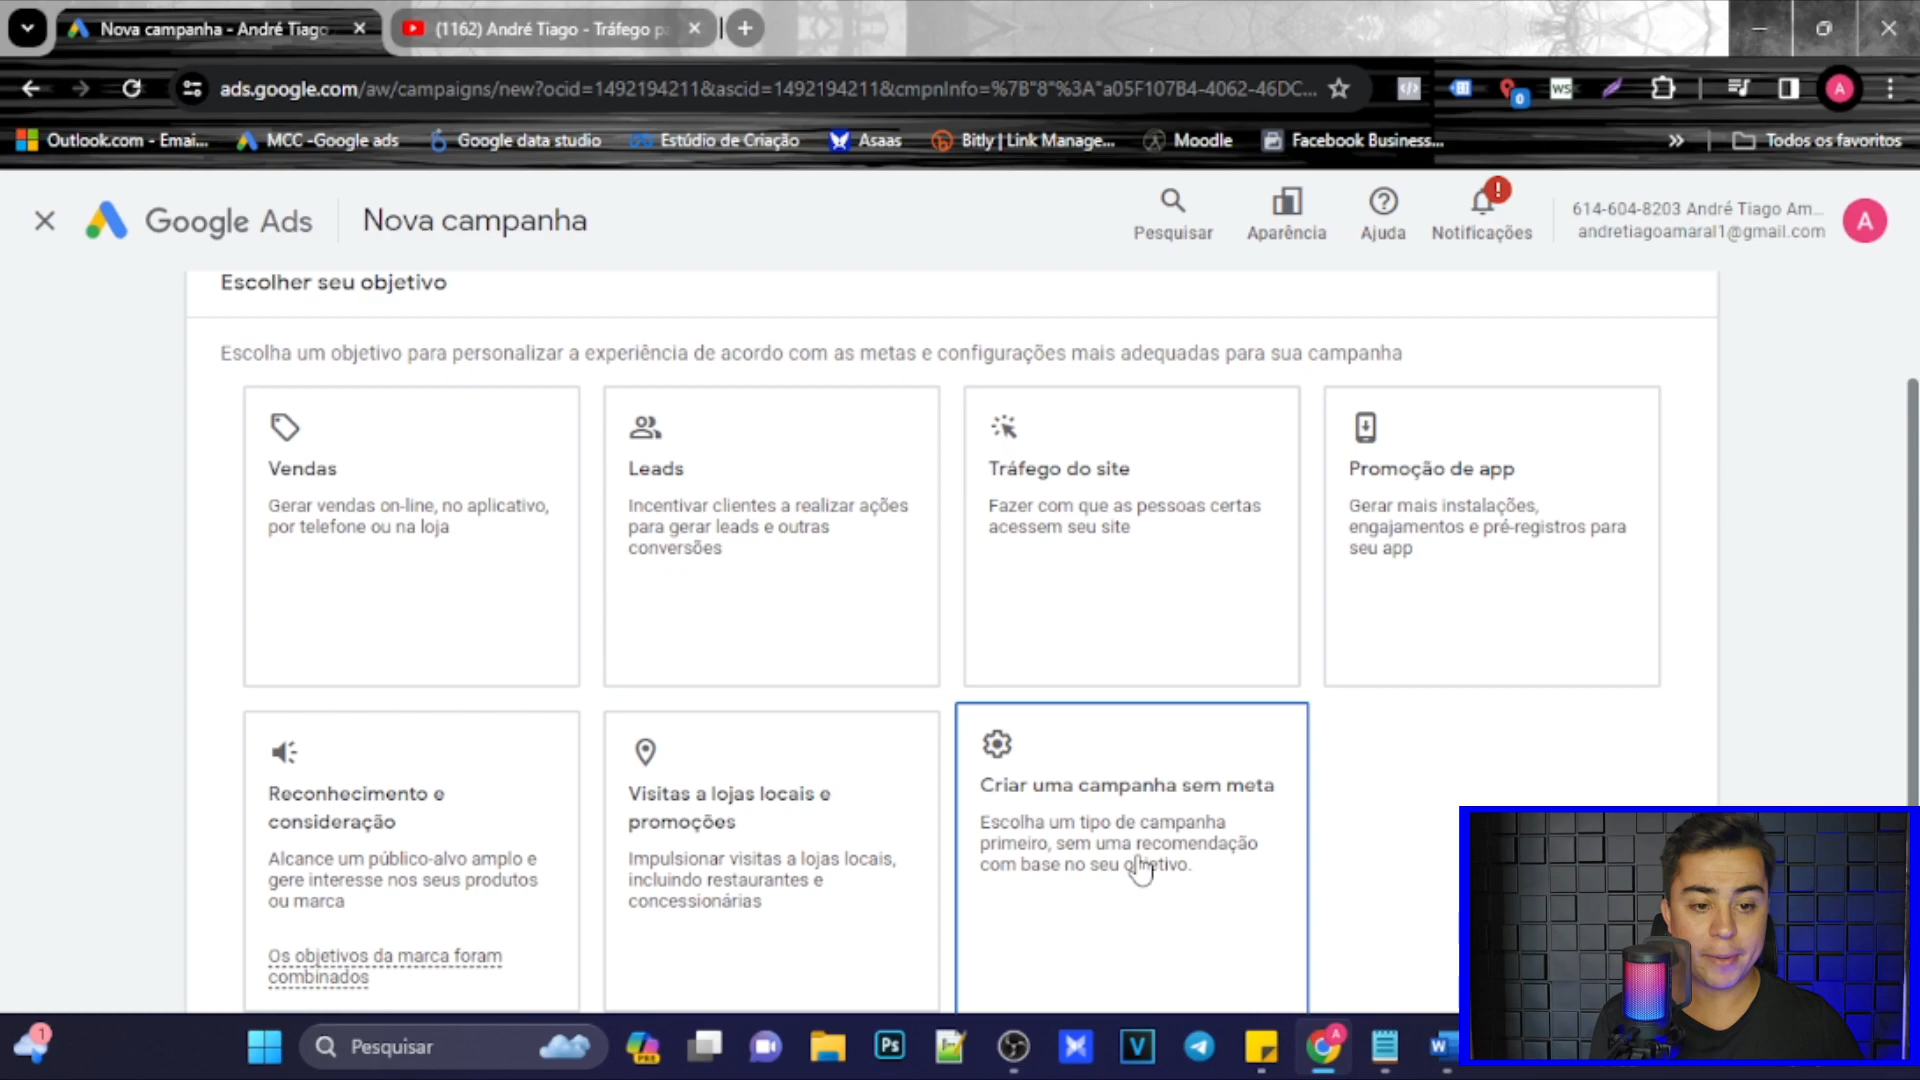 Nova campanha - André Tiago
(1162) André Tiago - Tráfego p
ads.google.com/aw/campaigns/new?ocid=1492194211&ascid=1492194211&cmpnInfo=%7B"8"%3A"a05F107B4-4062-46DC...
0
WS
A
Outlook.com - Emai...
MCC -Google ads
Google data studio
Estúdio de Criação
Asaas
Bitly | Link Manage...
Moodle
Facebook Business...
Todos os favoritos
Google Ads
Nova campanha
Pesquisar
Aparência
Ajuda
Notificações
614-604-8203 André Tiago Am...
andretiagoamaral1@gmail.com
A
Escolher seu objetivo
Escolha um objetivo para personalizar a experiência de acordo com as metas e configurações mais adequadas para sua campanha
Vendas
Gerar vendas on-line, no aplicativo,
por telefone ou na loja
Leads
Incentivar clientes a realizar ações
para gerar leads e outras
conversões
Tráfego do site
Fazer com que as pessoas certas
acessem seu site
Promoção de app
Gerar mais instalações,
engajamentos e pré-registros para
seu app
Reconhecimento e
consideração
Alcance um público-alvo amplo e
gere interesse nos seus produtos
ou marca
Os objetivos da marca foram
combinados
Visitas a lojas locais e
promoções
Impulsionar visitas a lojas locais,
incluindo restaurantes e
concessionárias
Criar uma campanha sem meta
Escolha um tipo de campanha
primeiro, sem uma recomendação
com base no seu objetivo.
1
Pesquisar
PRE
Ps
V
A
W